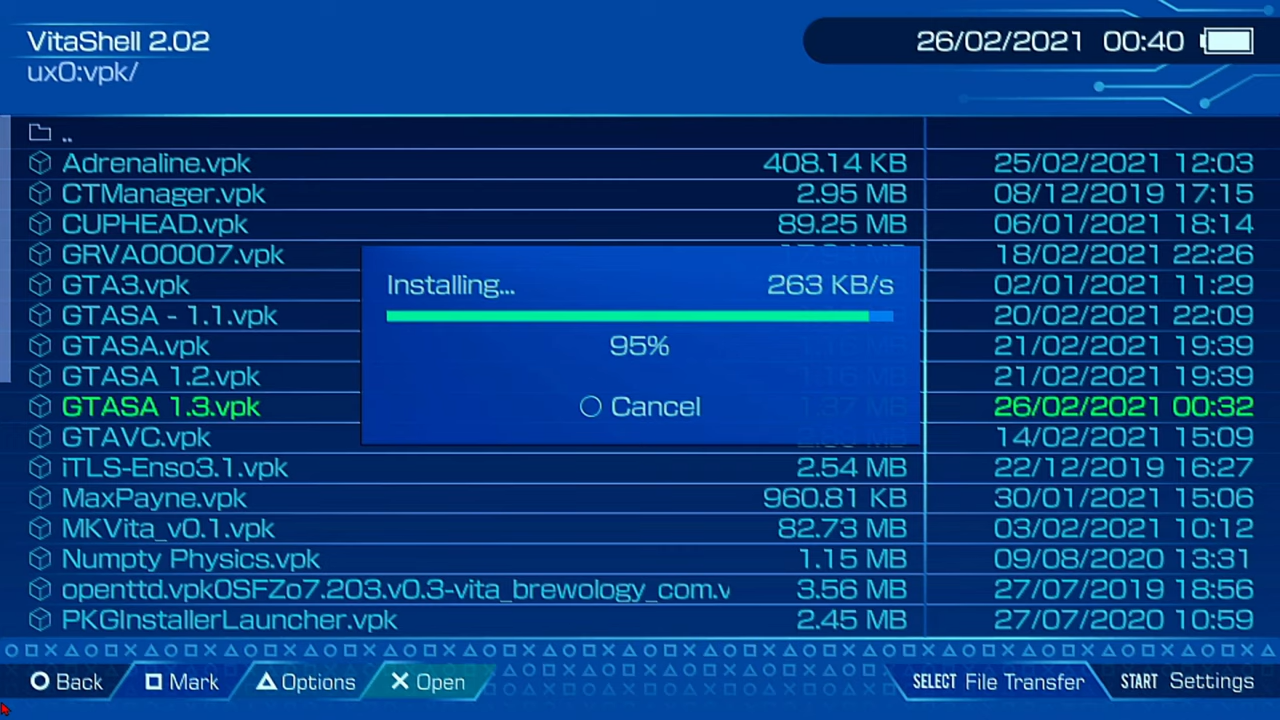 VitaShell 2.02
26/02/2021 00:40
ux0:vpk/
..
Adrenaline.vpk 408.14 KB 25/02/2021 12:03
CTManager.vpk 2.95 MB 08/12/2019 17:15
CUPHEAD.vpk 89.25 MB 06/01/2021 18:14
GRVA00007.vpk 18/02/2021 22:26
GTA3.vpk 02/01/2021 11:29
GTASA - 1.1.vpk 20/02/2021 22:09
GTASA.vpk 21/02/2021 19:39
GTASA 1.2.vpk 21/02/2021 19:39
GTASA 1.3.vpk 1.37 MB 26/02/2021 00:32
GTAVC.vpk 14/02/2021 15:09
iTLS-Enso3.1.vpk 2.54 MB 22/12/2019 16:27
MaxPayne.vpk 960.81 KB 30/01/2021 15:06
MKVita_v0.1.vpk 82.73 MB 03/02/2021 10:12
Numpty Physics.vpk 1.15 MB 09/08/2020 13:31
openttd.vpk0SFZo7.203.v0.3-vita_brewology_com.v 3.56 MB 27/07/2019 18:56
PKGInstallerLauncher.vpk 2.45 MB 27/07/2020 10:59
Installing... 263 KB/s
95%
Cancel
Back Mark Options Open SELECT File Transfer START Settings